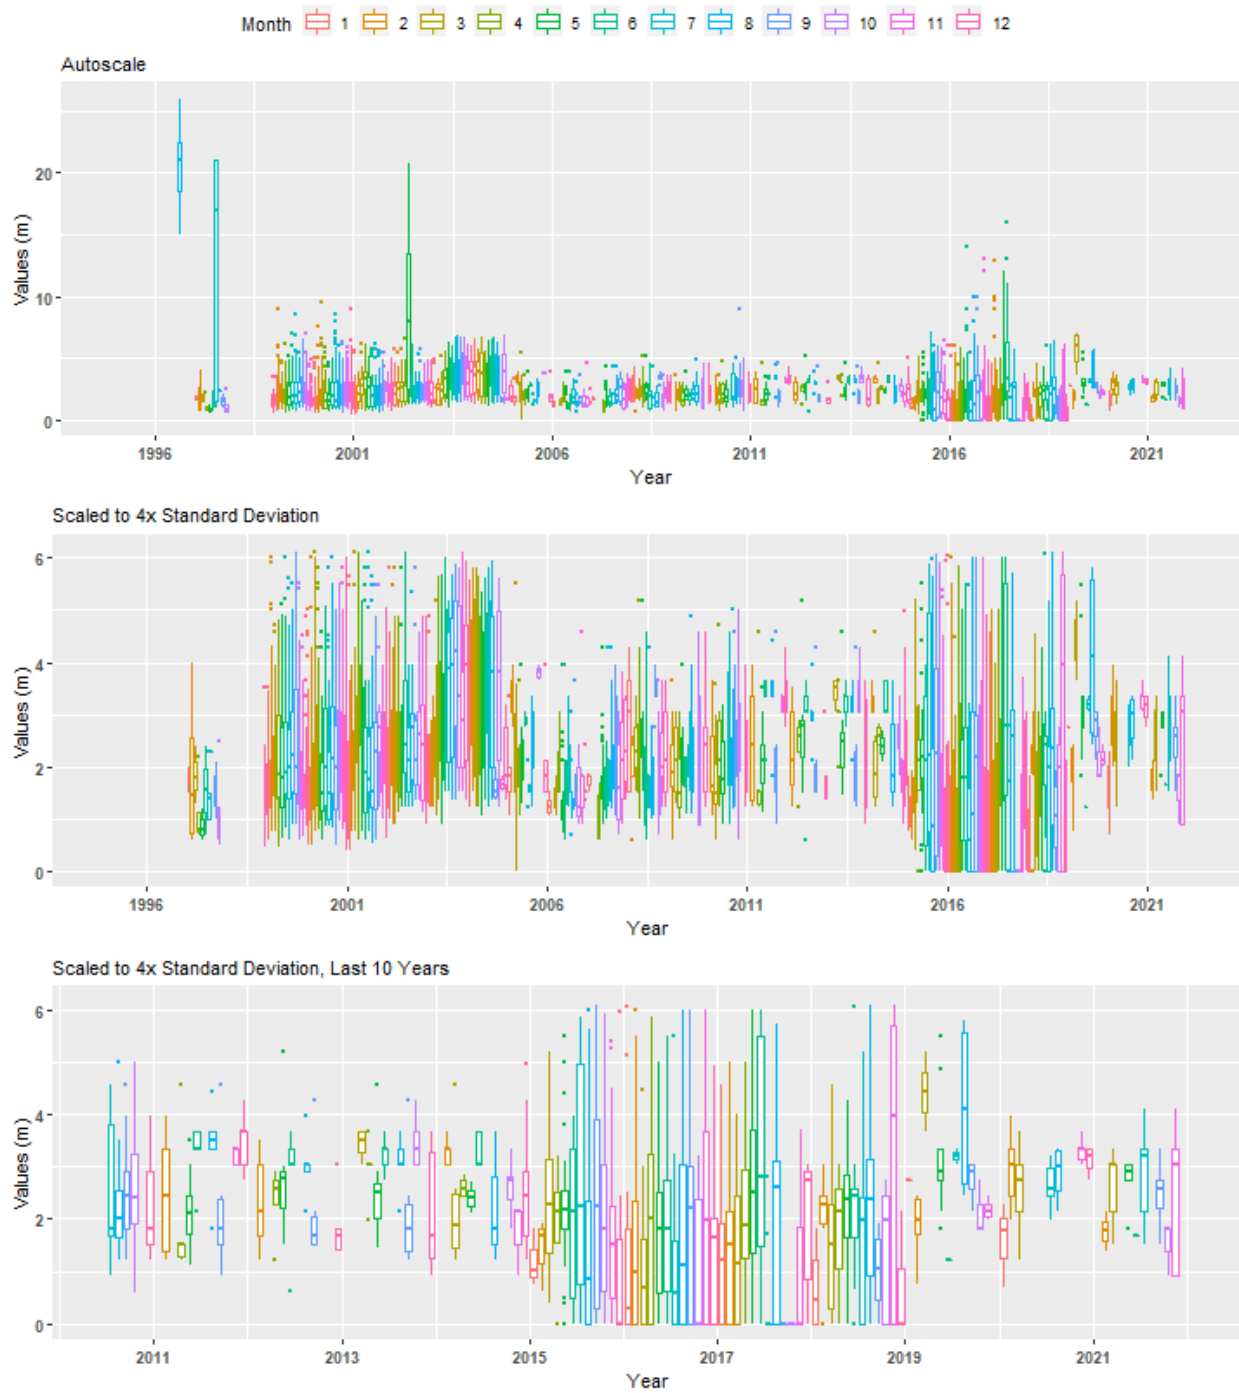 Month 1 2 3 4 5 6 7 8 9 10 11 12
Autoscale
Values (m)
20
10
0
1996 2001 2006 2011 2016 2021
Year
Scaled to 4x Standard Deviation
Values (m)
6
4
2
0
1996 2001 2006 2011 2016 2021
Year
Scaled to 4x Standard Deviation, Last 10 Years
Values (m)
6
4
2
0
2011 2013 2015 2017 2019 2021
Year